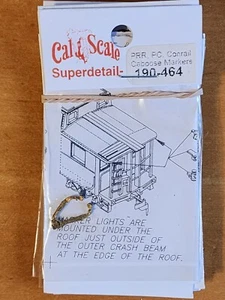 Cal Scale
PRR, PC, Conrail
Caboose Markers
Superdetail-
190-464
LIGHTS ARE
MOUNTED UNDER THE
ROOF JUST OUTSIDE OF
THE OUTER CRASH BEAM
AT THE EDGE OF THE ROOF.